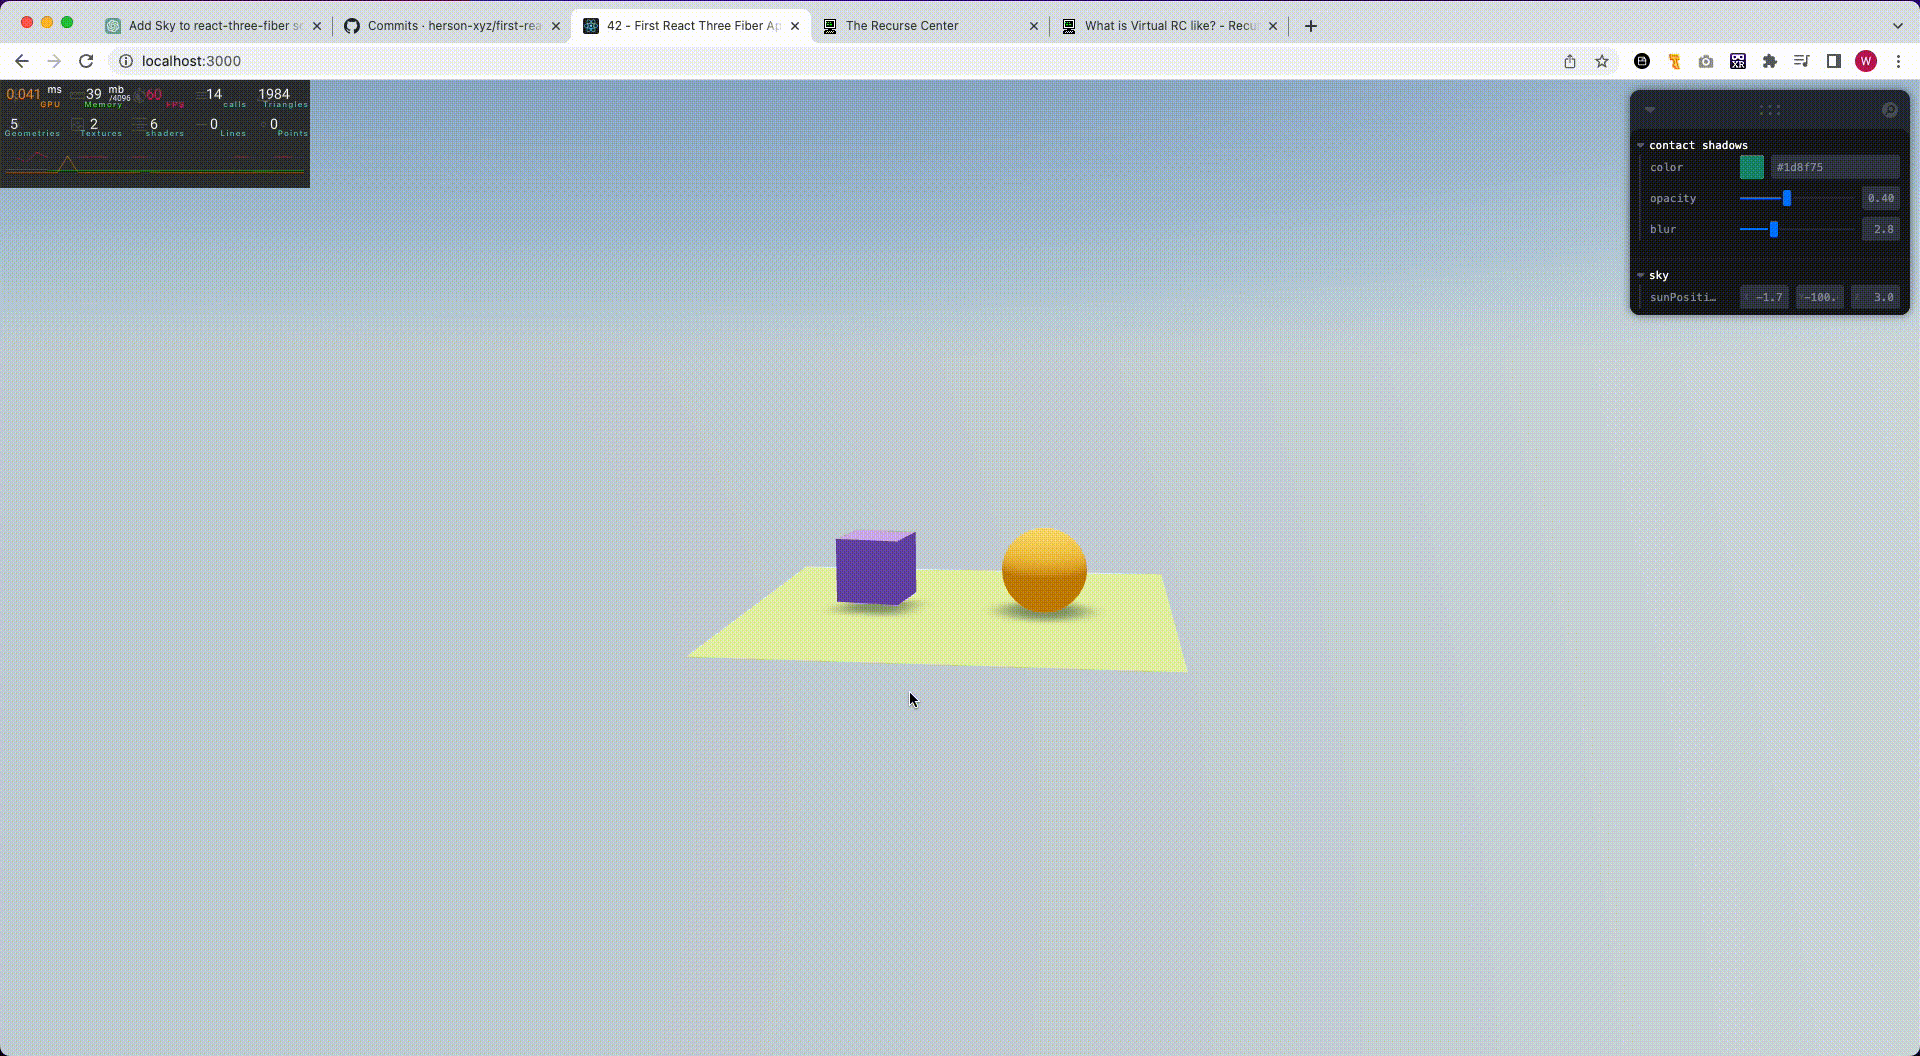 Add Sky to react-three-fiber sc
Commits · herson-xyz/first-rea
42 - First React Three Fiber Ap
The Recurse Center
What is Virtual RC like? - Recur
localhost:3000
W
0.041 ms GPU
39 mb /4096 Memory
60 FPS
14 calls
1984 Triangles
5 Geometries
2 Textures
6 shaders
0 Lines
0 Points
contact shadows
color #1d8f75
opacity 0.40
blur 2.8
sky
sunPositi… X -1.7 Y -100. Z 3.0